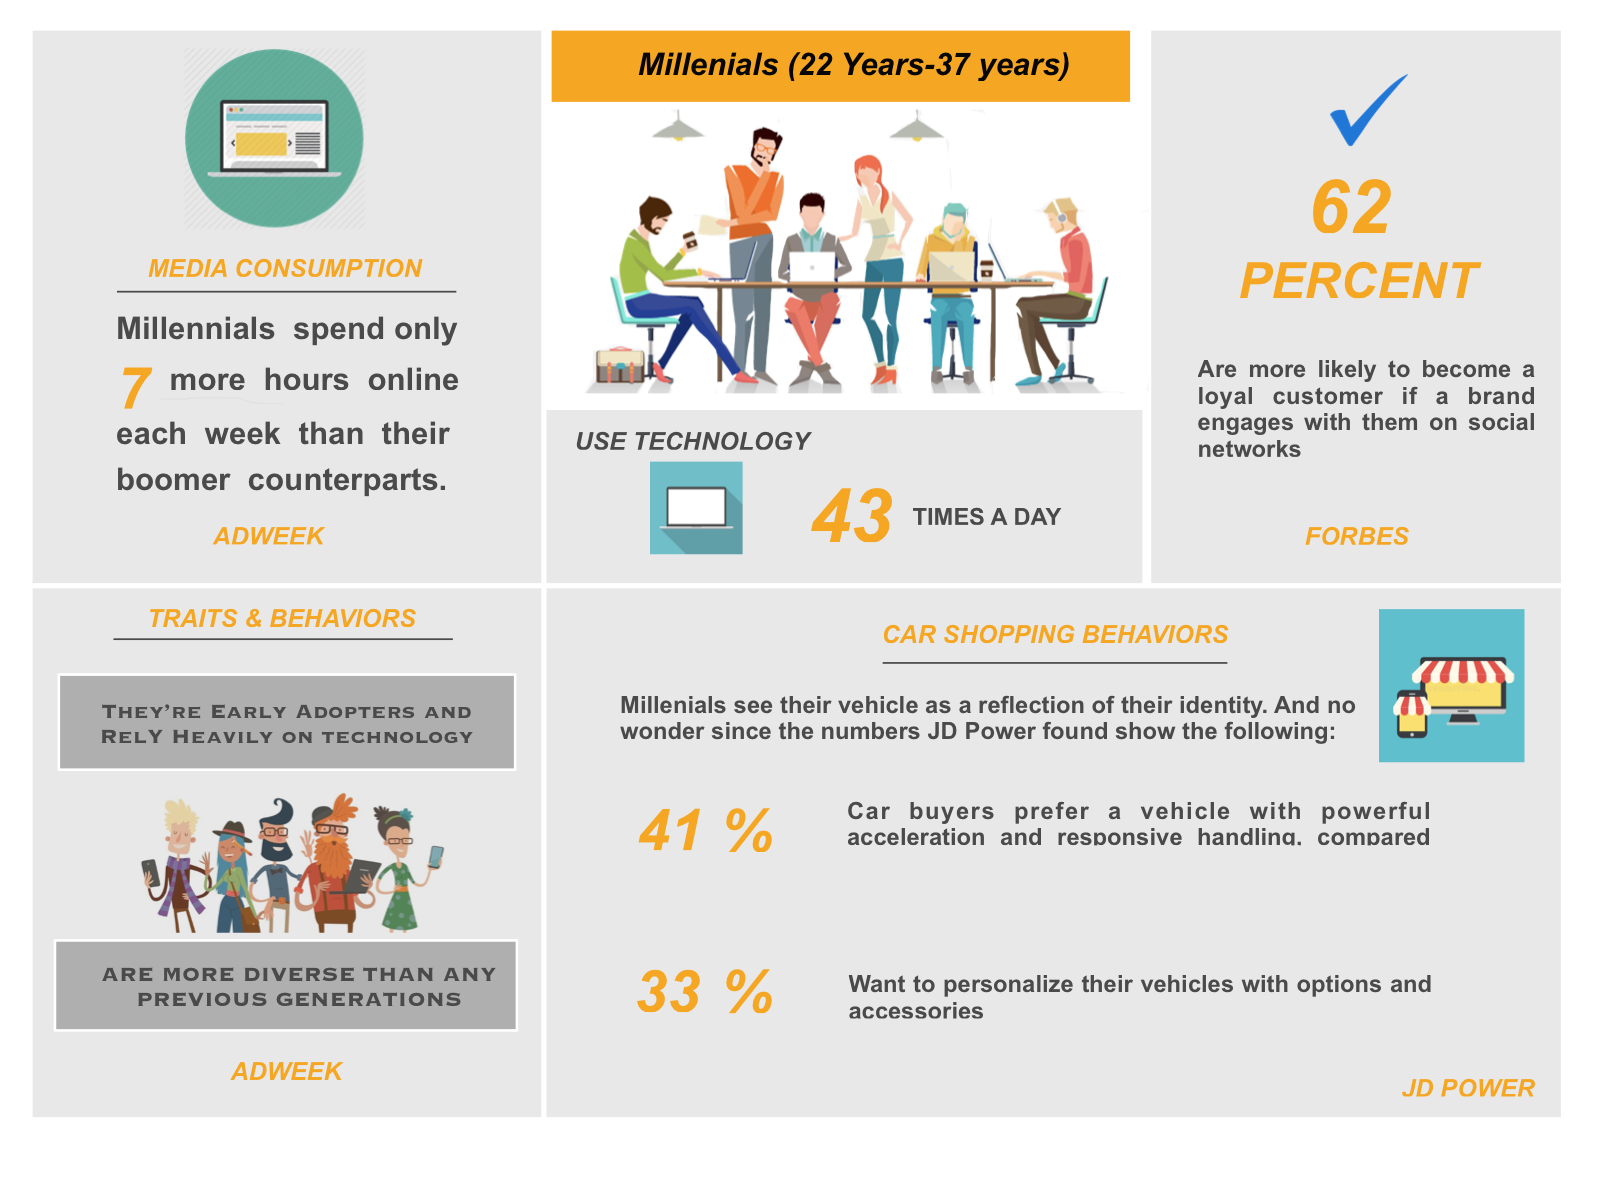 Millenials (22 Years-37 years)
MEDIA CONSUMPTION
Millennials spend only
7 more hours online
each week than their
boomer counterparts.
ADWEEK
USE TECHNOLOGY
43 TIMES A DAY
62
PERCENT
Are more likely to become a
loyal customer if a brand
engages with them on social
networks
FORBES
TRAITS & BEHAVIORS
THEY'RE EARLY ADOPTERS AND
RELY HEAVILY ON TECHNOLOGY
ARE MORE DIVERSE THAN ANY
PREVIOUS GENERATIONS
ADWEEK
CAR SHOPPING BEHAVIORS
Millenials see their vehicle as a reflection of their identity. And no
wonder since the numbers JD Power found show the following:
41 %
Car buyers prefer a vehicle with powerful
acceleration and responsive handling, compared
33 %
Want to personalize their vehicles with options and
accessories
JD POWER